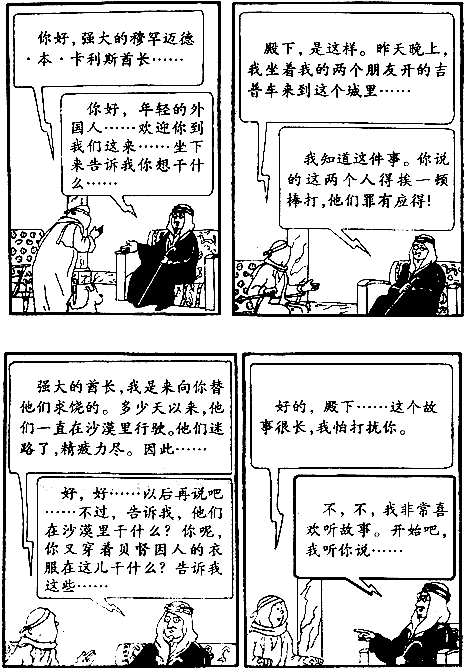 你好，强大的穆罕迈德
·本·卡利斯酋长……
你好，年轻的外
国人……欢迎你到
我们这来……坐下
来告诉我你想干什
么……
殿下，是这样。昨天晚上，
我坐着我的两个朋友开的吉
普车来到这个城里……
我知道这件事。你说
的这两个人得挨一顿
棒打，他们罪有应得！
强大的酋长，我是来向你替
他们求饶的。多少天以来，他
们一直在沙漠里行驶。他们迷
路了，精疲力尽。因此……
好，好……以后再说吧
……不过，告诉我，他们
在沙漠里干什么？你呢，
你又穿着贝督因人的衣
服在这儿干什么？告诉我
这些……
好的，殿下……这个故
事很长，我怕打扰你。
不，不，我非常喜
欢听故事。开始吧，
我听你说……